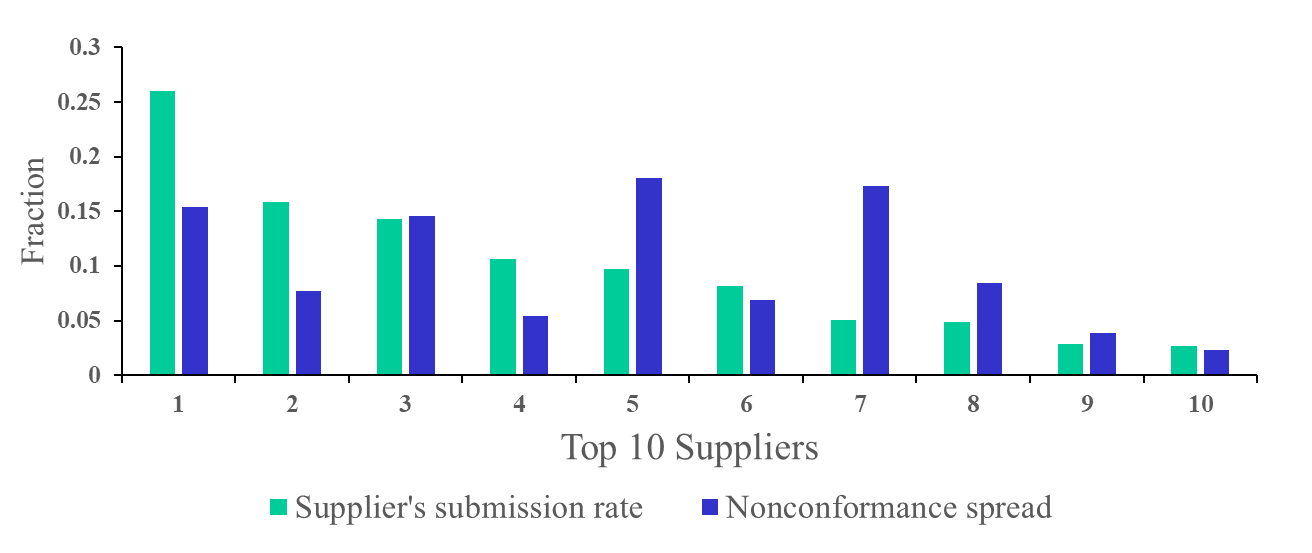 0.3
0.25
0.2
0.15
0.1
0.05
0
Fraction
1 2 3 4 5 6 7 8 9 10
Top 10 Suppliers
Supplier's submission rate Nonconformance spread